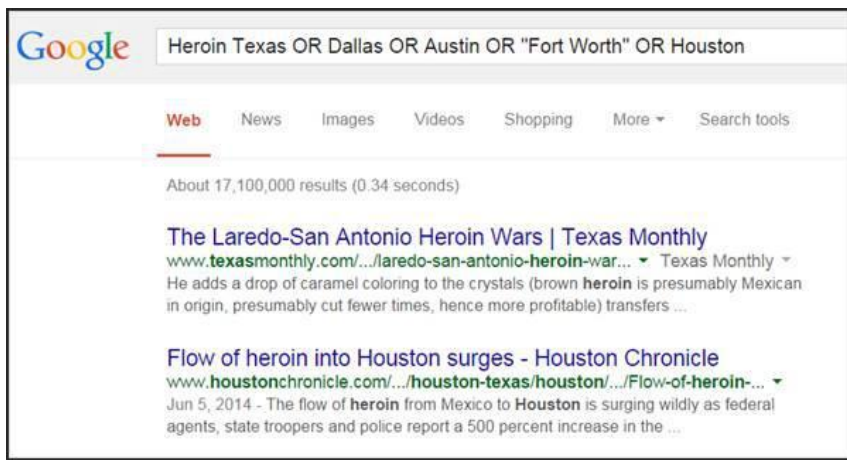 Google
Heroin Texas OR Dallas OR Austin OR "Fort Worth" OR Houston
Web News Images Videos Shopping More Search tools
About 17,100,000 results (0.34 seconds)
The Laredo-San Antonio Heroin Wars | Texas Monthly
www.texasmonthly.com/.../laredo-san-antonio-heroin-war... Texas Monthly
He adds a drop of caramel coloring to the crystals (brown heroin is presumably Mexican
in origin, presumably cut fewer times, hence more profitable) transfers ...
Flow of heroin into Houston surges - Houston Chronicle
www.houstonchronicle.com/.../houston-texas/houston/.../Flow-of-heroin-...
Jun 5, 2014 - The flow of heroin from Mexico to Houston is surging wildly as federal
agents, state troopers and police report a 500 percent increase in the ...